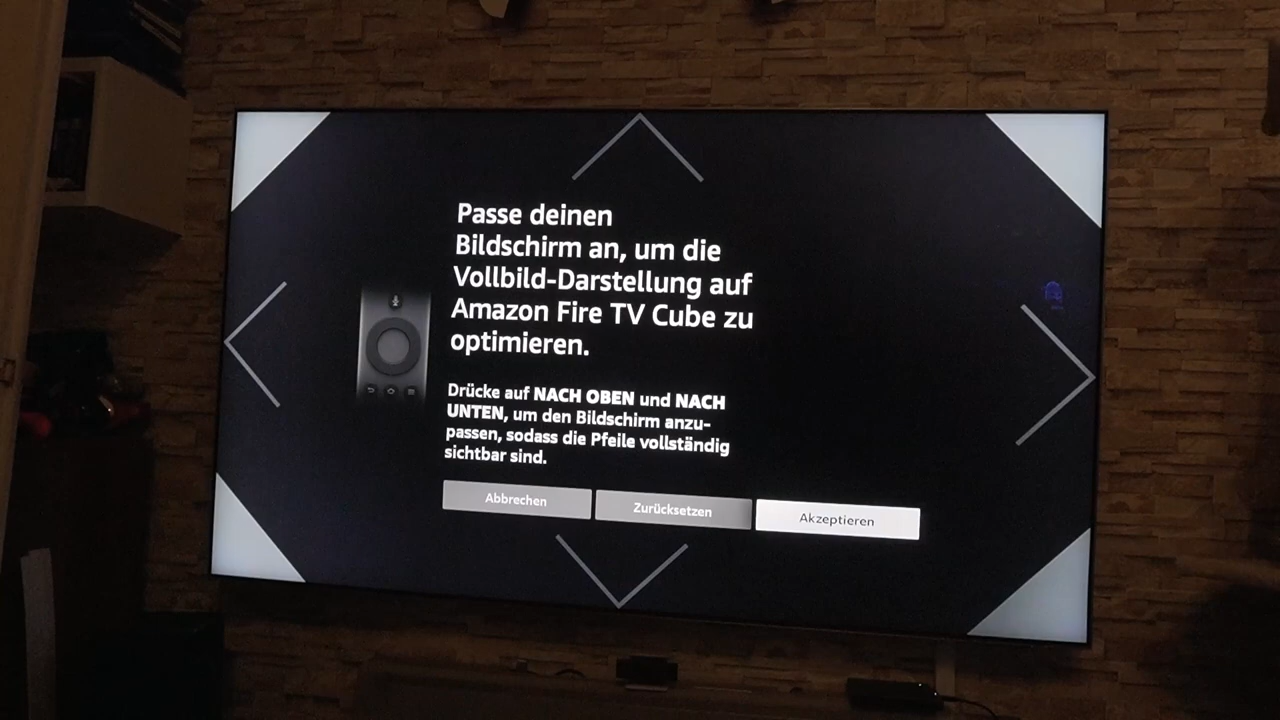 Passe deinen
Bildschirm an, um die
Vollbild-Darstellung auf
Amazon Fire TV Cube zu
optimieren.
Drücke auf NACH OBEN und NACH
UNTEN, um den Bildschirm anzu-
passen, sodass die Pfeile vollständig
sichtbar sind.
Abbrechen
Zurücksetzen
Akzeptieren